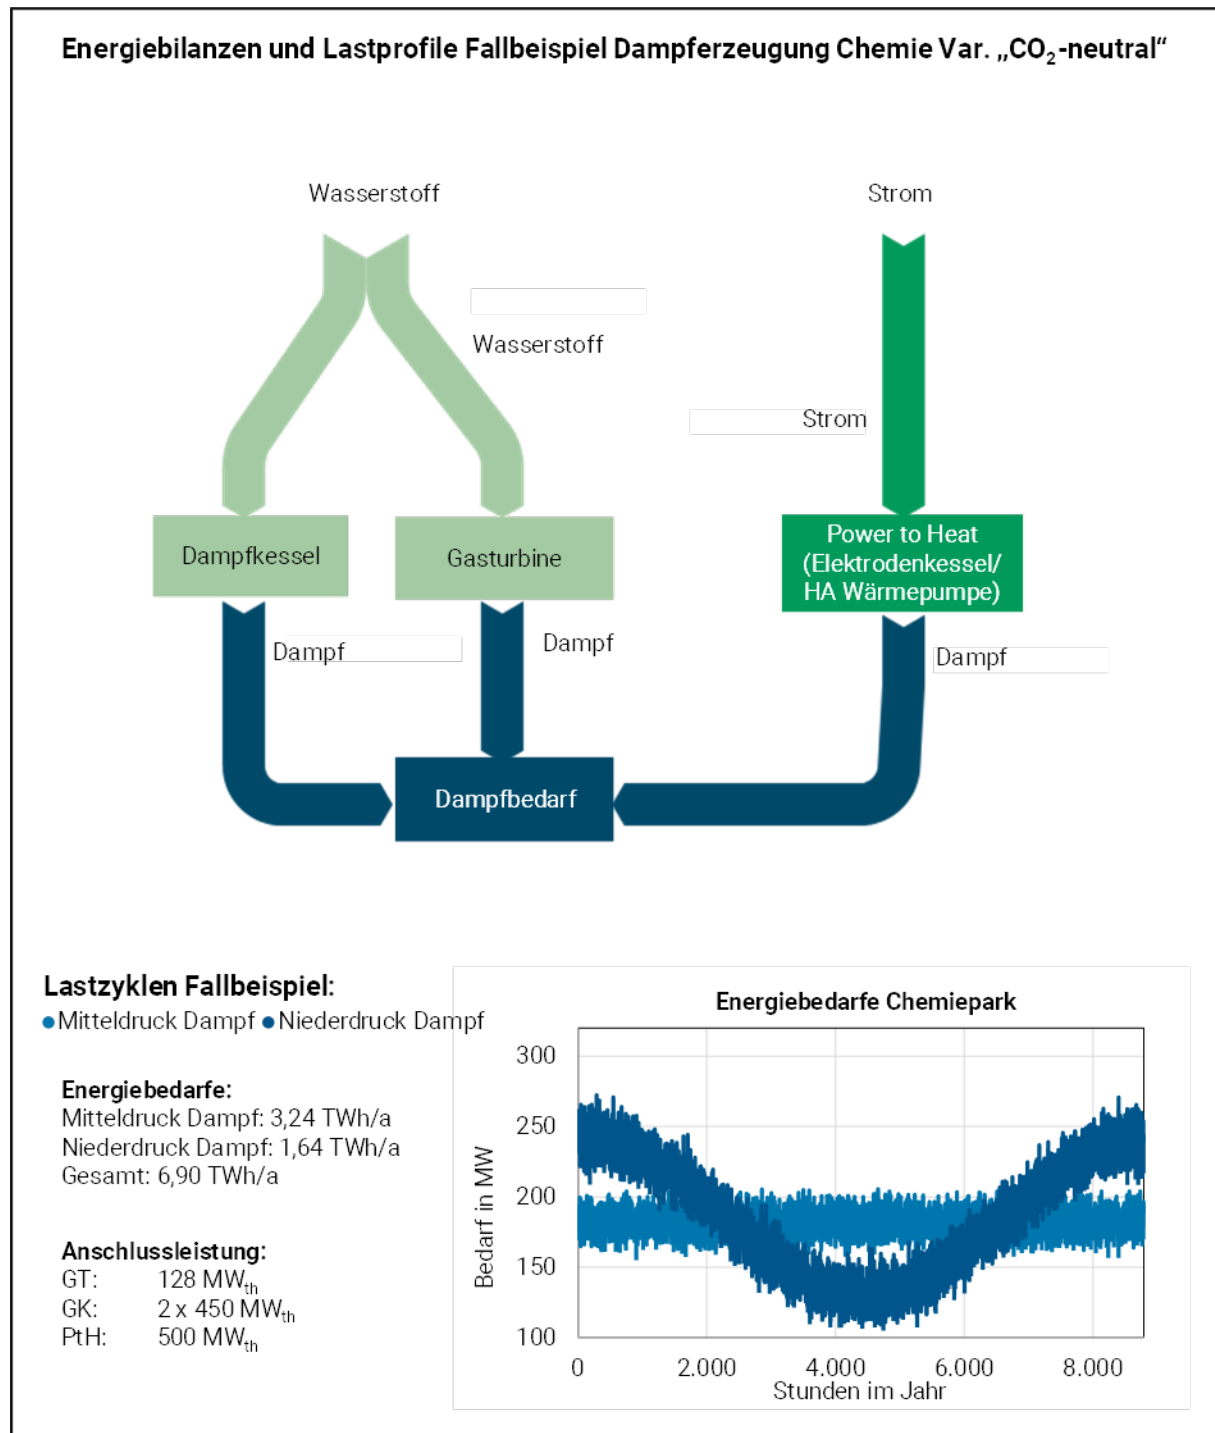 Energiebilanzen und Lastprofile Fallbeispiel Dampferzeugung Chemie Var. „CO₂-neutral“
Wasserstoff
Strom
Wasserstoff
Strom
Dampfkessel
Gasturbine
Power to Heat
(Elektrodenkessel/
HA Wärmepumpe)
Dampf
Dampf
Dampf
Dampfbedarf
Lastzyklen Fallbeispiel:
Mitteldruck Dampf
Niederdruck Dampf
Energiebedarfe:
Mitteldruck Dampf: 3,24 TWh/a
Niederdruck Dampf: 1,64 TWh/a
Gesamt: 6,90 TWh/a
Anschlussleistung:
GT: 128 MWth
GK: 2 x 450 MWth
PtH: 500 MWth
Energiebedarfe Chemiepark
Bedarf in MW
300
250
200
150
100
0
2.000
4.000
6.000
8.000
Stunden im Jahr